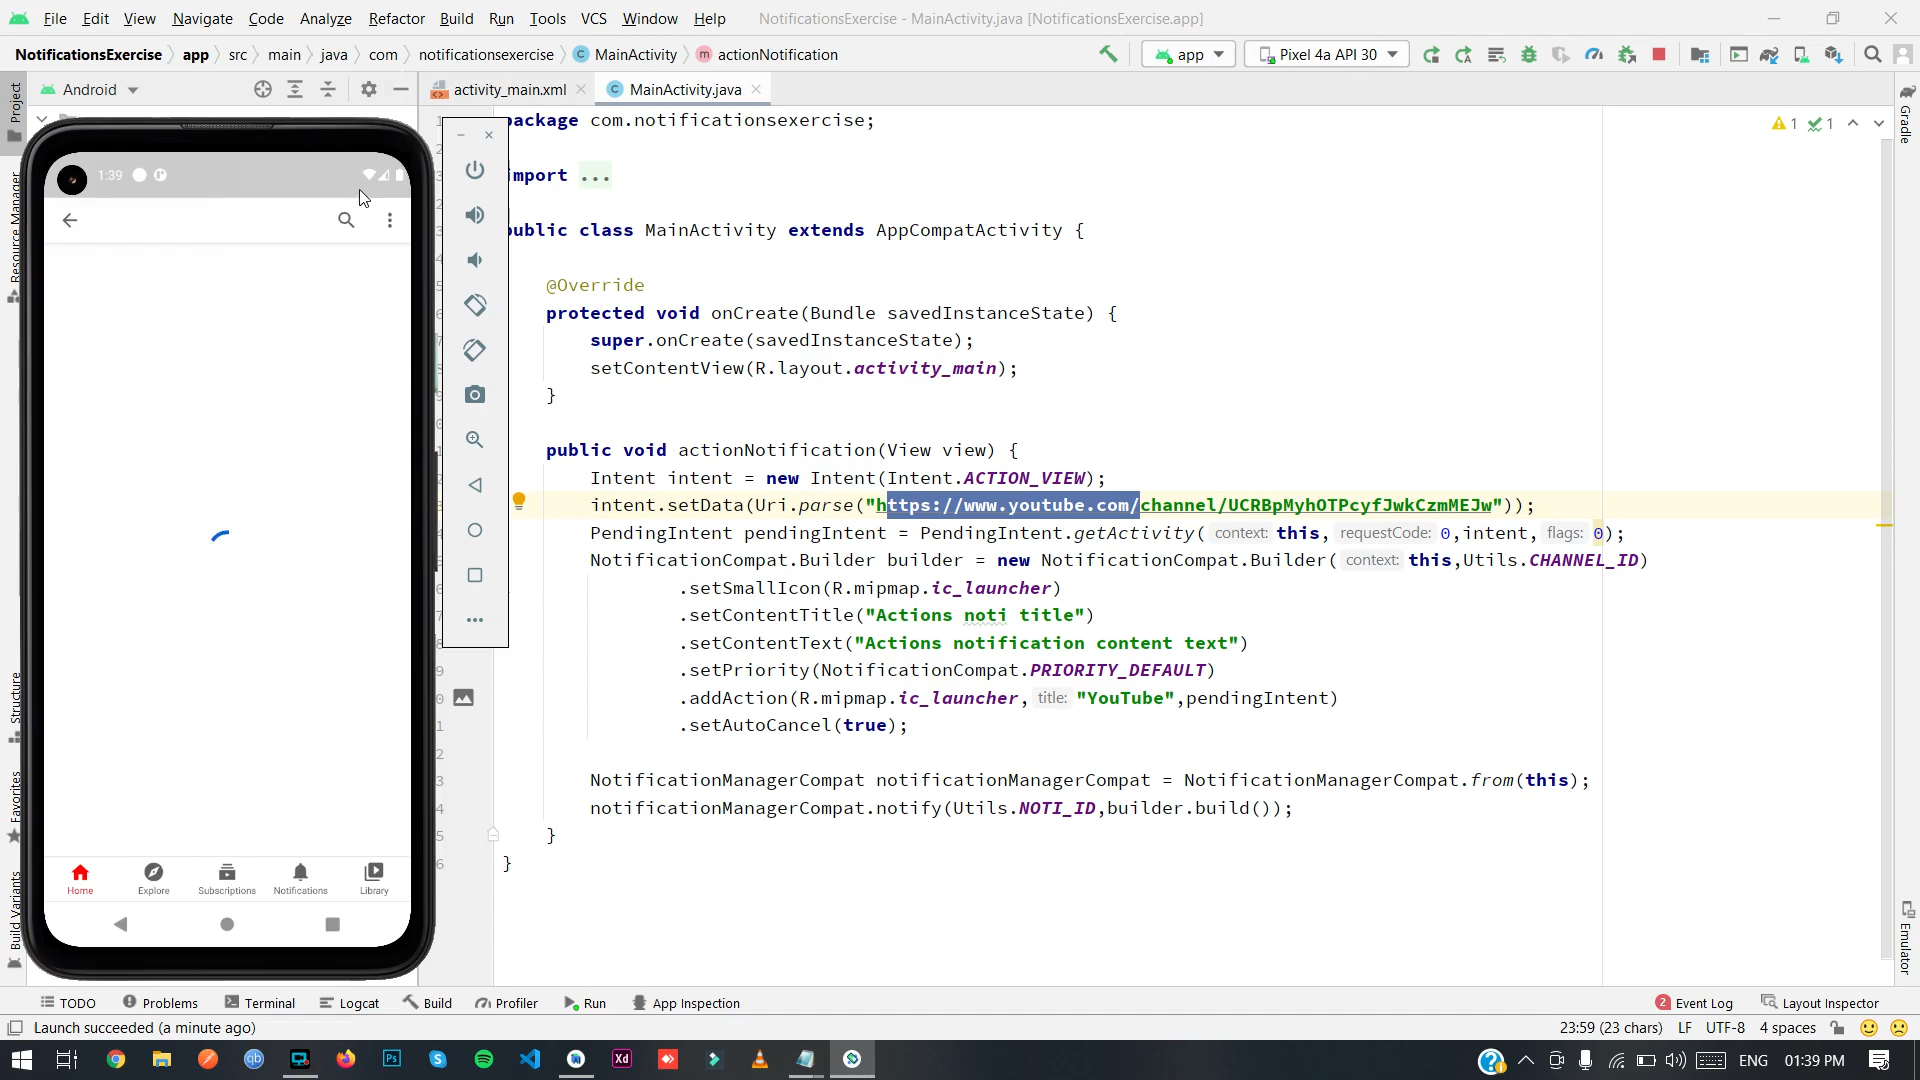 File Edit View Navigate Code Analyze Refactor Build Run Tools VCS Window Help NotificationsExercise - MainActivity.java [NotificationsExercise.app]
NotificationsExercise app src main java com notificationsexercise C MainActivity m actionNotification app Pixel 4a API 30
Project Android activity_main.xml C MainActivity.java Gradle
package com.notificationsexercise; 1 1
import ...
public class MainActivity extends AppCompatActivity {
@Override
protected void onCreate(Bundle savedInstanceState) {
super.onCreate(savedInstanceState);
setContentView(R.layout.activity_main);
}
public void actionNotification(View view) {
Intent intent = new Intent(Intent.ACTION_VIEW);
intent.setData(Uri.parse("https://www.youtube.com/channel/UCRBpMyhOTPcyfJwkCzmMEJw"));
PendingIntent pendingIntent = PendingIntent.getActivity( context: this, requestCode: 0,intent, flags: 0);
NotificationCompat.Builder builder = new NotificationCompat.Builder( context: this,Utils.CHANNEL_ID)
.setSmallIcon(R.mipmap.ic_launcher)
.setContentTitle("Actions noti title")
.setContentText("Actions notification content text")
.setPriority(NotificationCompat.PRIORITY_DEFAULT)
.addAction(R.mipmap.ic_launcher, title: "YouTube",pendingIntent)
.setAutoCancel(true);
NotificationManagerCompat notificationManagerCompat = NotificationManagerCompat.from(this);
notificationManagerCompat.notify(Utils.NOTI_ID,builder.build());
}
}
1:39
Home Explore Subscriptions Notifications Library
Resource Manager
Structure
Favorites
Build Variants
Emulator
TODO Problems Terminal Logcat Build Profiler Run App Inspection 2 Event Log Layout Inspector
Launch succeeded (a minute ago) 23:59 (23 chars) LF UTF-8 4 spaces
qb Ps Xd ENG 01:39 PM